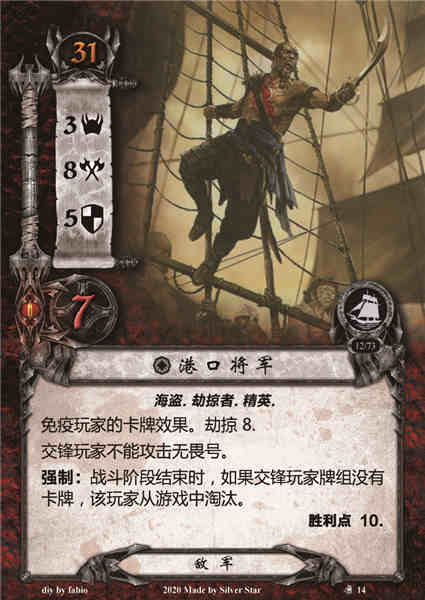 31
3
8
5
7
12/73
港口将军
海盗. 劫掠者. 精英.
免疫玩家的卡牌效果。劫掠 8.
交锋玩家不能攻击无畏号。
强制：战斗阶段结束时，如果交锋玩家牌组没有
卡牌，该玩家从游戏中淘汰。
胜利点 10.
敌军
diy by fabio 2020 Made by Silver Star 14